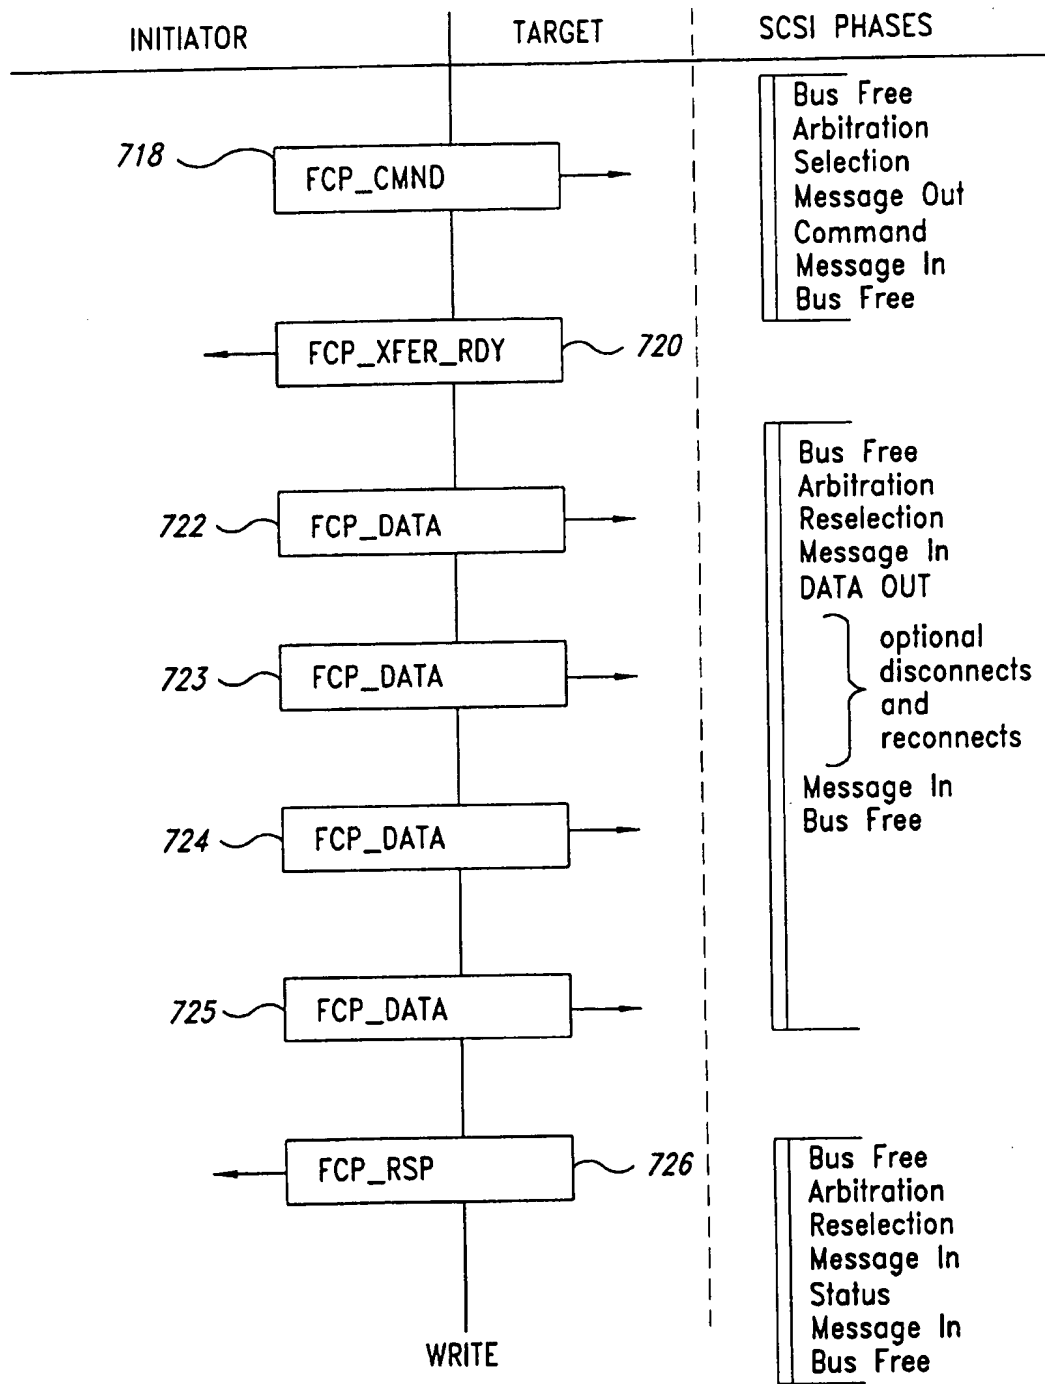 INITIATOR
TARGET
SCSI PHASES
718
FCP_CMND
Bus Free
Arbitration
Selection
Message Out
Command
Message In
Bus Free
FCP_XFER_RDY
720
722
FCP_DATA
723
FCP_DATA
724
FCP_DATA
725
FCP_DATA
Bus Free
Arbitration
Reselection
Message In
DATA OUT
optional
disconnects
and
reconnects
Message In
Bus Free
FCP_RSP
726
Bus Free
Arbitration
Reselection
Message In
Status
Message In
Bus Free
WRITE